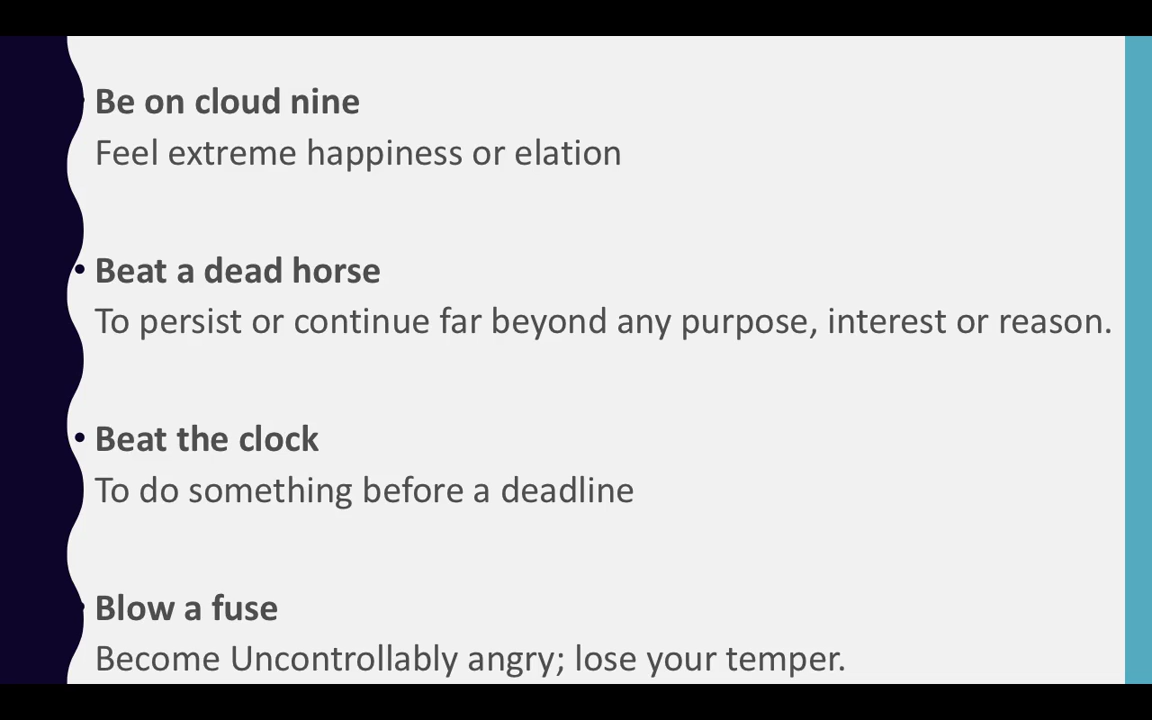 • Be on cloud nine
Feel extreme happiness or elation
• Beat a dead horse
To persist or continue far beyond any purpose, interest or reason.
• Beat the clock
To do something before a deadline
• Blow a fuse
Become Uncontrollably angry; lose your temper.